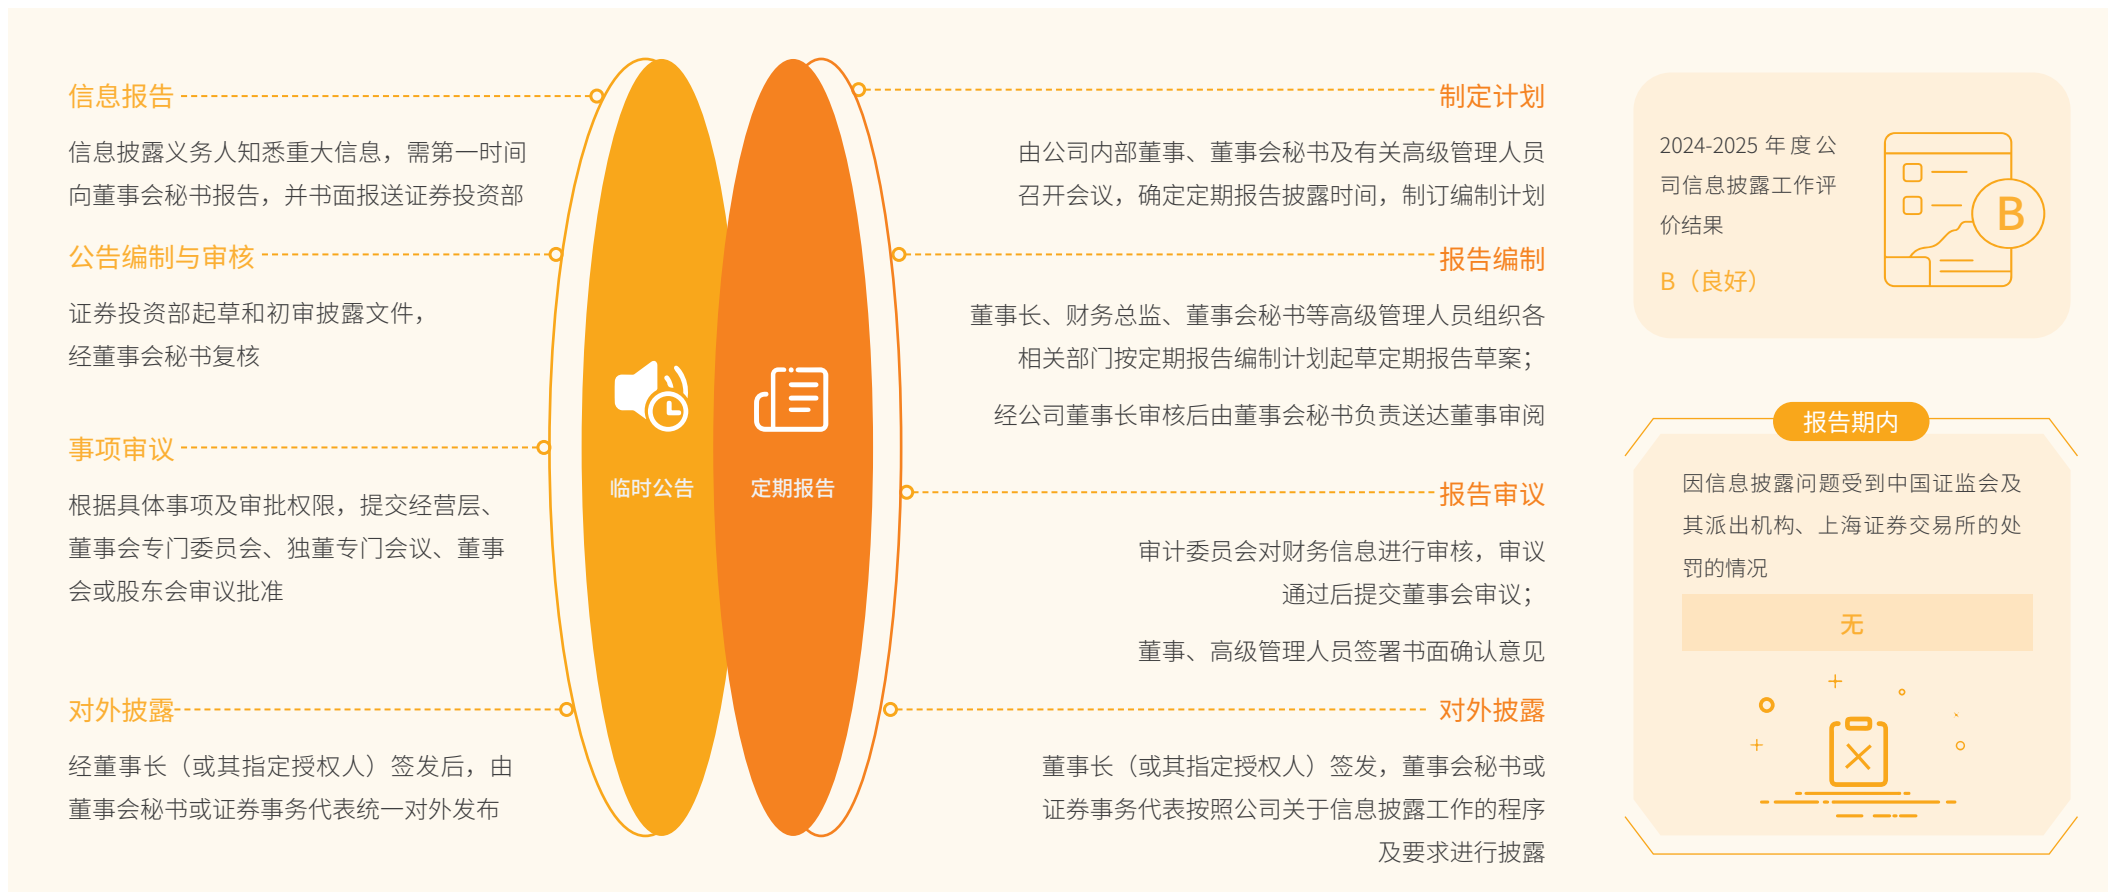 信息报告
信息披露义务人知悉重大信息，需第一时间
向董事会秘书报告，并书面报送证券投资部
公告编制与审核
证券投资部起草和初审披露文件，
经董事会秘书复核
事项审议
根据具体事项及审批权限，提交经营层、
董事会专门委员会、独董专门会议、董事
会或股东会审议批准
对外披露
经董事长（或其指定授权人）签发后，由
董事会秘书或证券事务代表统一对外发布
临时公告
定期报告
制定计划
由公司内部董事、董事会秘书及有关高级管理人员
召开会议，确定定期报告披露时间，制订编制计划
报告编制
董事长、财务总监、董事会秘书等高级管理人员组织各
相关部门按定期报告编制计划起草定期报告草案；
经公司董事长审核后由董事会秘书负责送达董事审阅
报告审议
审计委员会对财务信息进行审核，审议
通过后提交董事会审议；
董事、高级管理人员签署书面确认意见
对外披露
董事长（或其指定授权人）签发，董事会秘书或
证券事务代表按照公司关于信息披露工作的程序
及要求进行披露
2024-2025 年度公
司信息披露工作评
价结果
B（良好）
B
报告期内
因信息披露问题受到中国证监会及
其派出机构、上海证券交易所的处
罚的情况
无